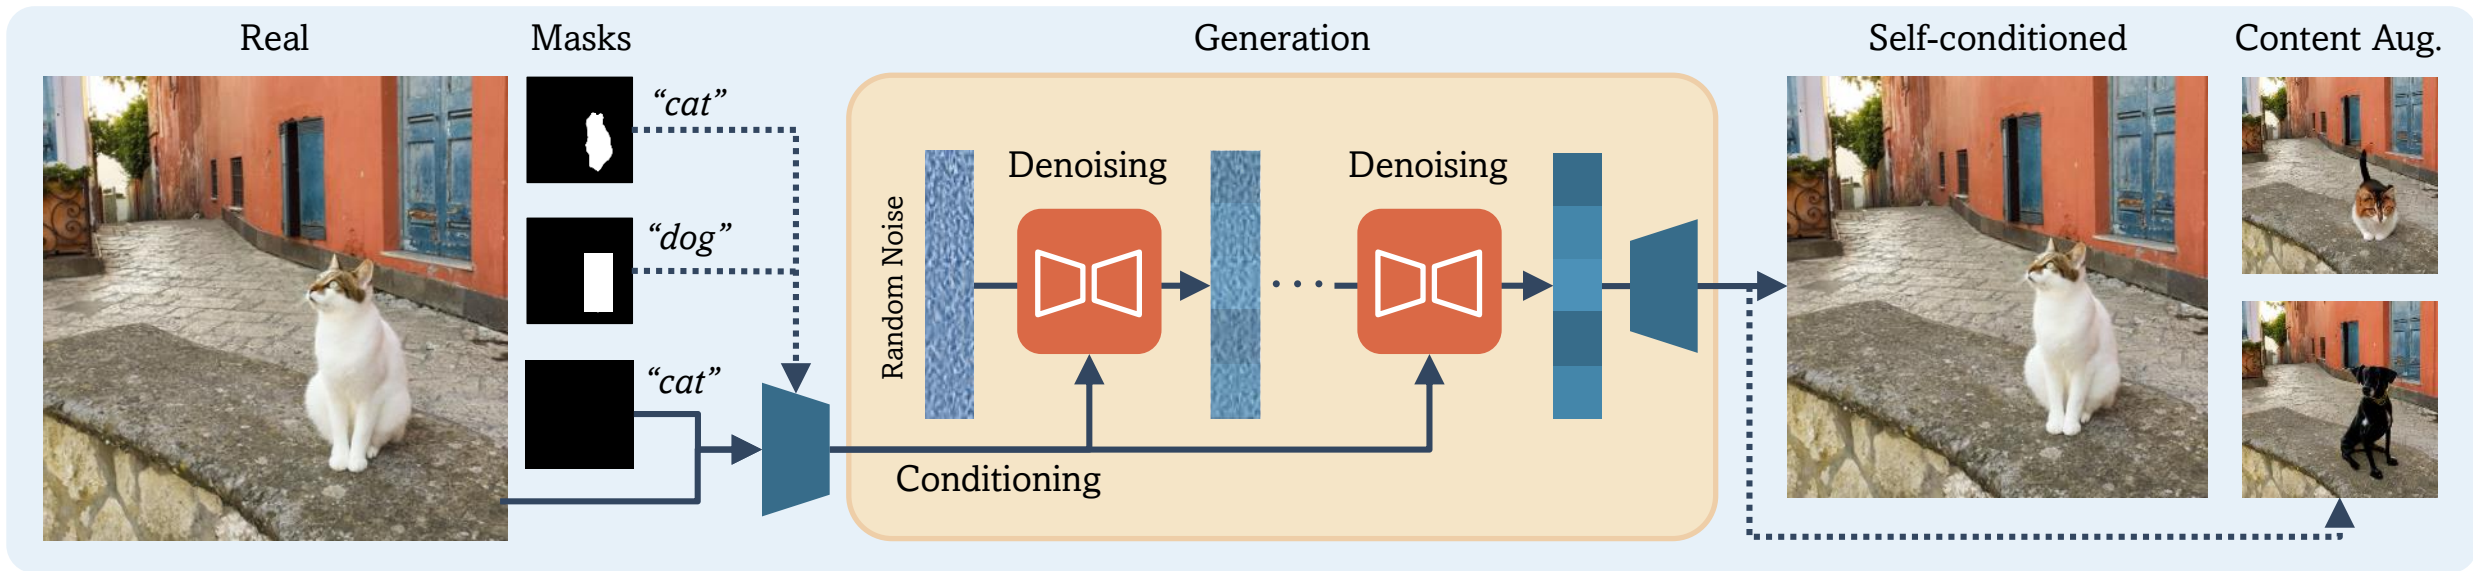 Real
Masks
Generation
Self-conditioned
Content Aug.
“cat”
“dog”
“cat”
Random Noise
Denoising
Denoising
Conditioning